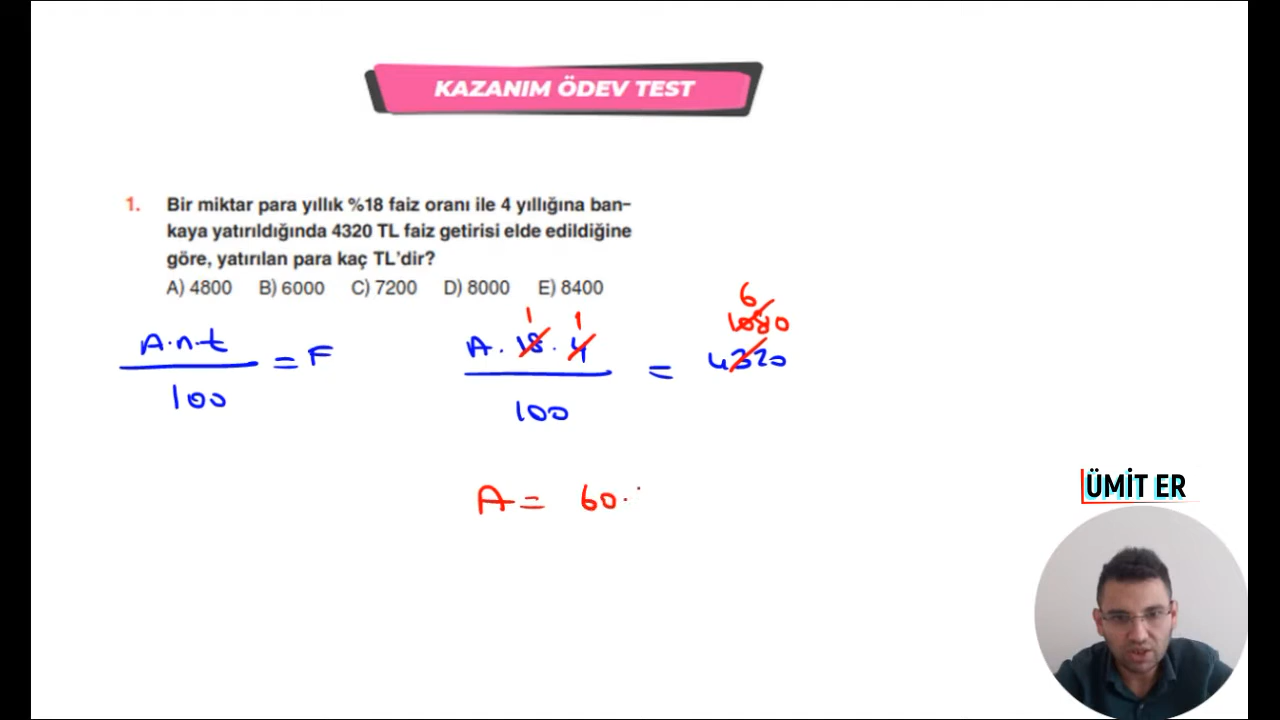 KAZANIM ÖDEV TEST
1. Bir miktar para yıllık %18 faiz oranı ile 4 yıllığına ban-
kaya yatırıldığında 4320 TL faiz getirisi elde edildiğine
göre, yatırılan para kaç TL'dir?
A) 4800 B) 6000 C) 7200 D) 8000 E) 8400
A.n.t
100
= F
1 1
A. 18. 4
100
=
6
1080
4320
A = 60.
ÜMİT ER